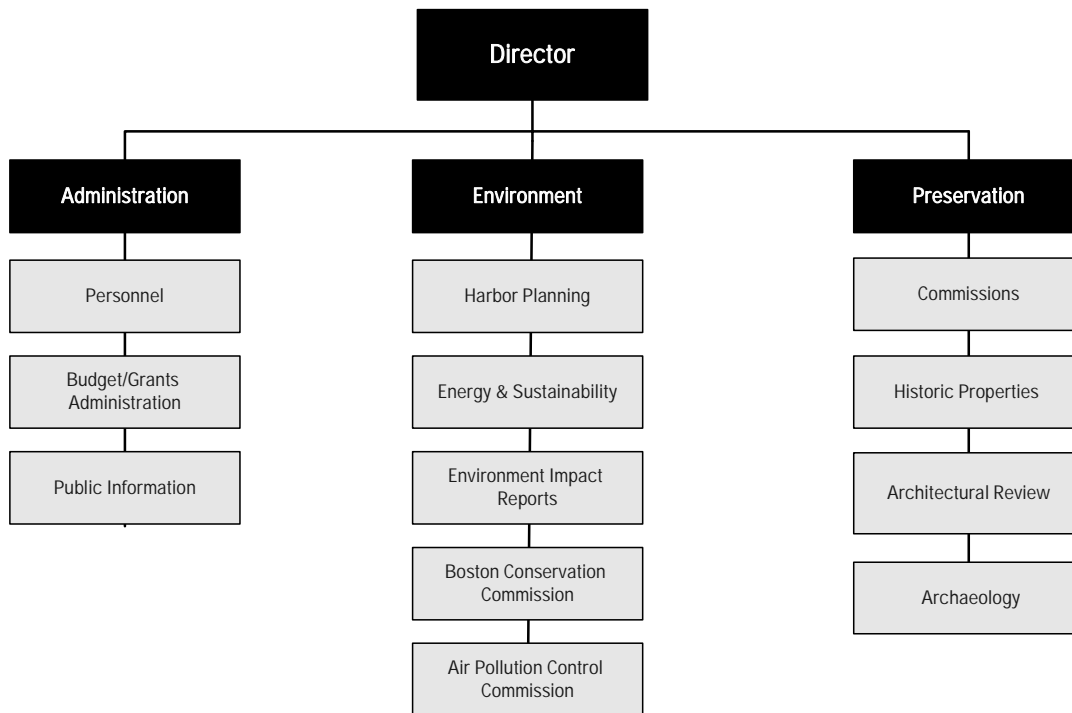 Director
Administration
Environment
Preservation
Personnel
Harbor Planning
Commissions
Budget/Grants
Administration
Energy & Sustainability
Historic Properties
Public Information
Environment Impact
Reports
Architectural Review
Boston Conservation
Commission
Archaeology
Air Pollution Control
Commission